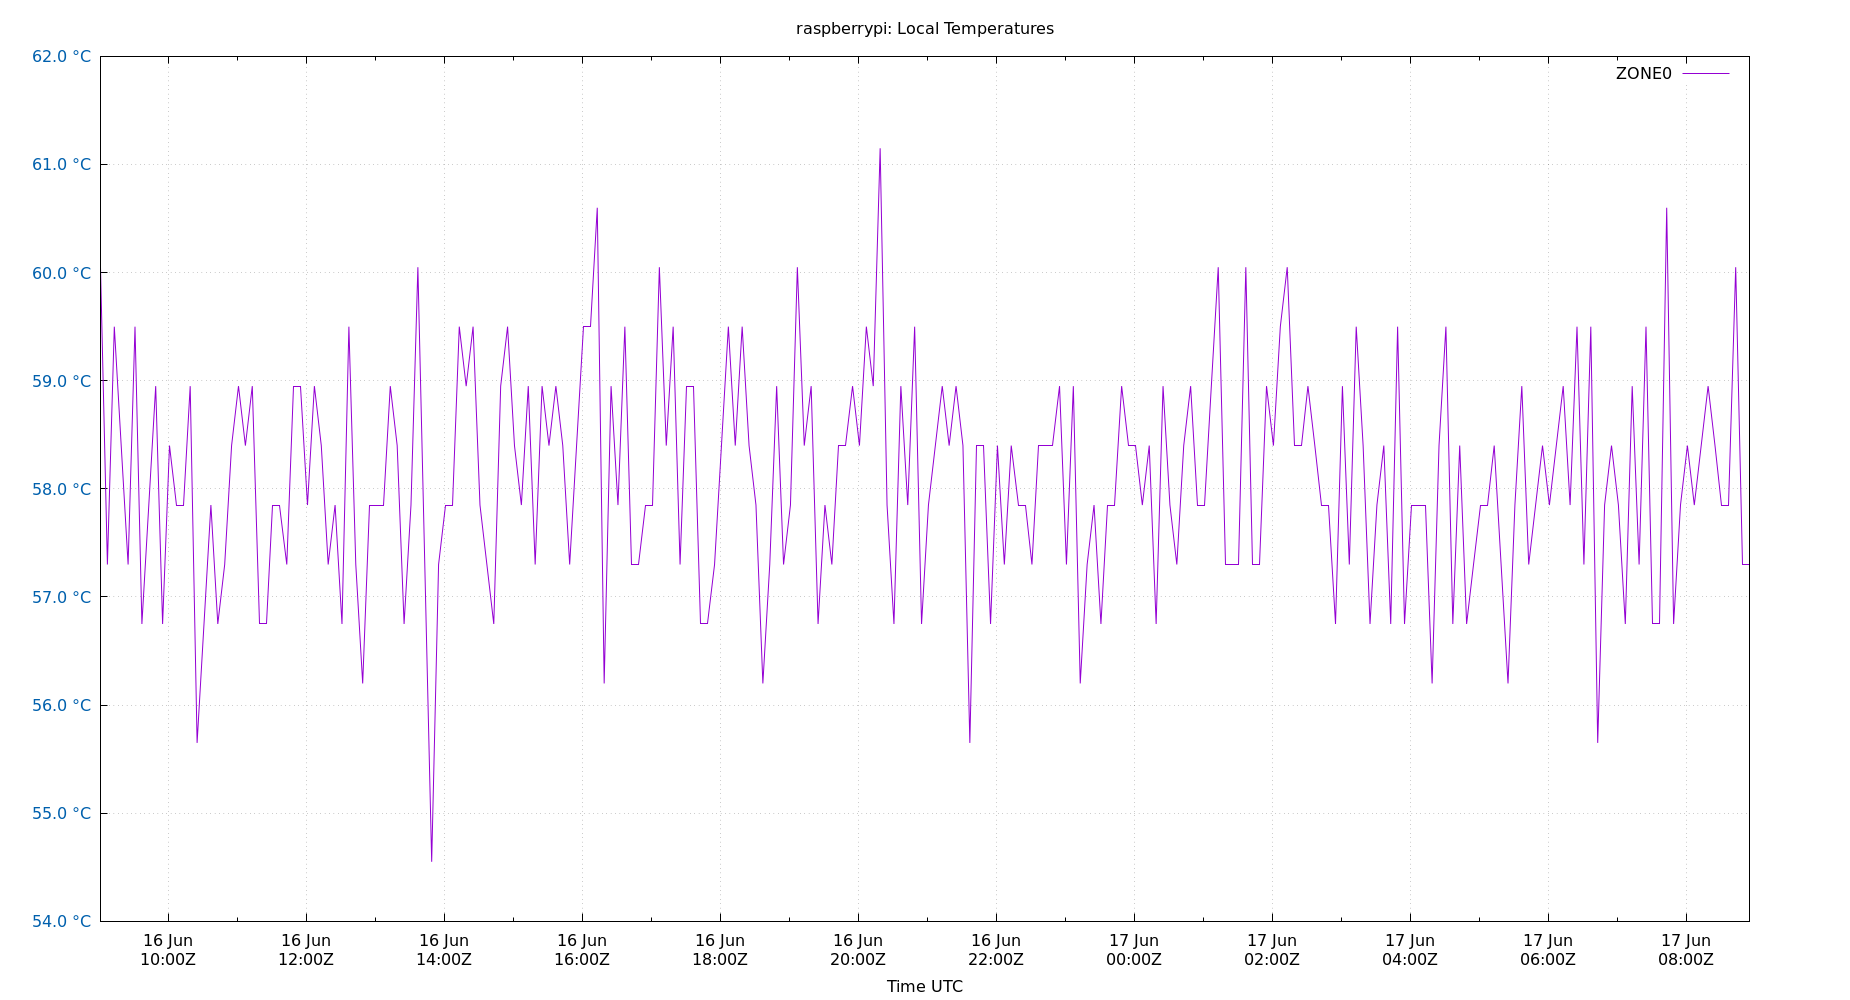 raspberrypi: Local Temperatures
62.0 °C
ZONE0
61.0 °C
60.0 °C
59.0 °C
58.0 °C
57.0 °C
56.0 °C
55.0 °C
54.0 °C
16 Jun 16 Jun 16 Jun 16 Jun 16 Jun 16 Jun 16 Jun 17 Jun 17 Jun 17 Jun 17 Jun 17 Jun
10:00Z 12:00Z 14:00Z 16:00Z 18:00Z 20:00Z 22:00Z 00:00Z 02:00Z 04:00Z 06:00Z 08:00Z
Time UTC